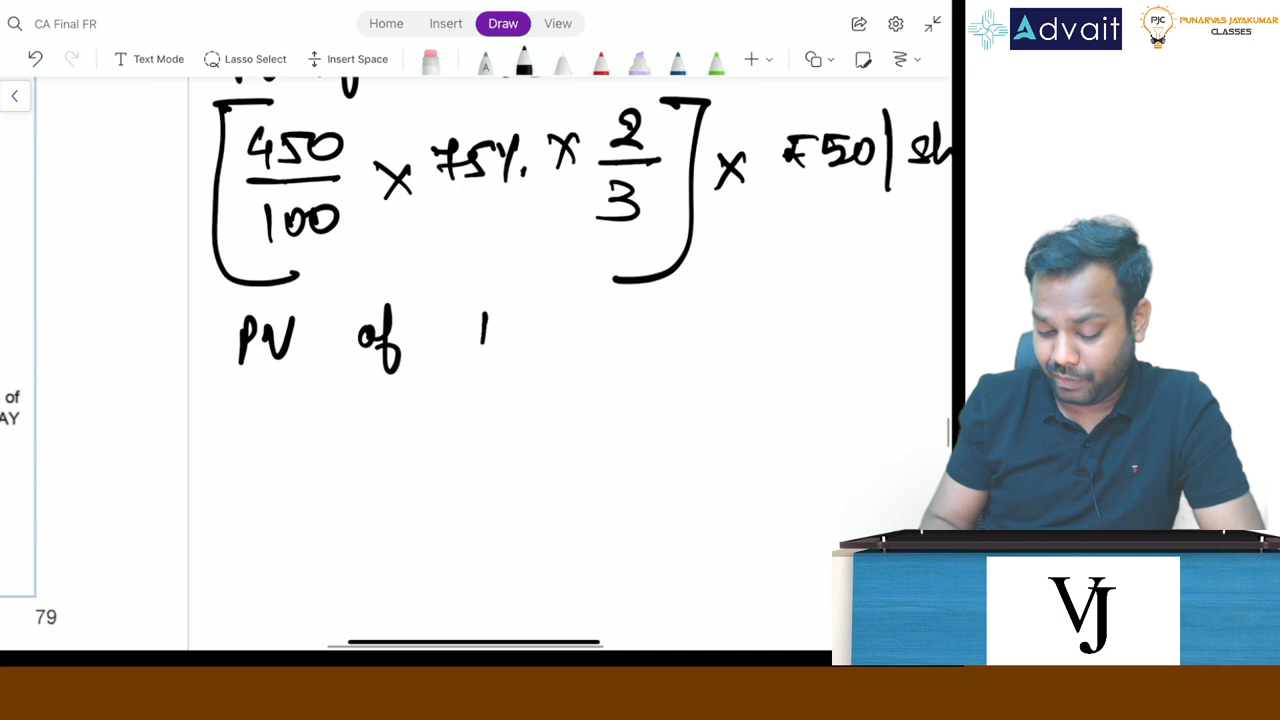 CA Final FR
Home Insert Draw View
Text Mode Lasso Select Insert Space
Advait
PJC PUNARVAS JAYAKUMAR
CLASSES
[450/100 × 75% × 2/3] × ₹50/sh
PV of 1
of
AY
79
VJ